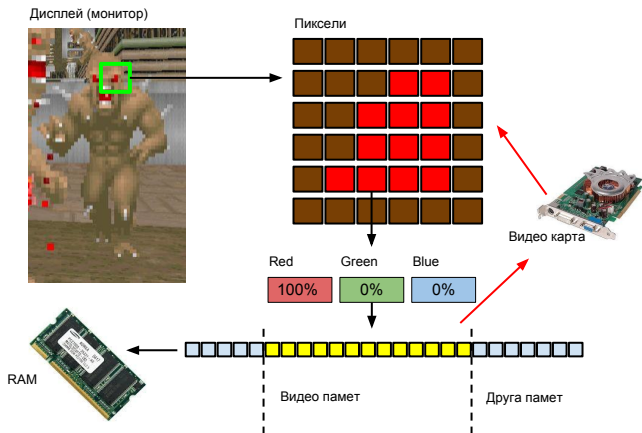 Дисплей (монитор)
Пиксели
Видео карта
Red
Green
Blue
100%
0%
0%
RAM
Видео памет
Друга памет